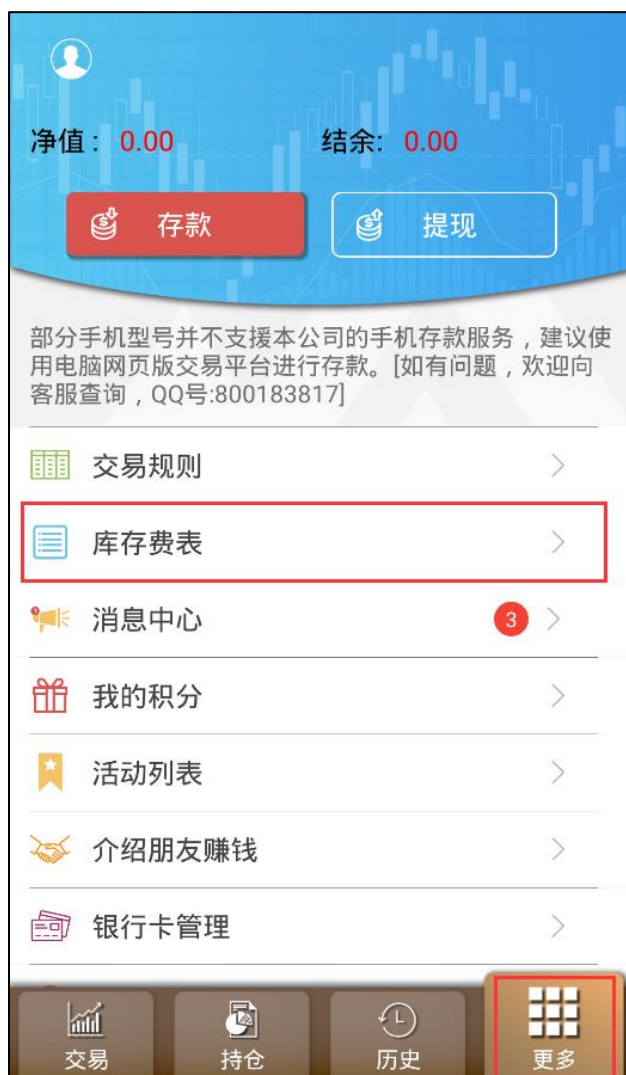 净值： 0.00 结余: 0.00
存款 提现
部分手机型号并不支援本公司的手机存款服务，建议使
用电脑网页版交易平台进行存款。[如有问题，欢迎向
客服查询，QQ号:800183817]
交易规则
库存费表
消息中心 3
我的积分
活动列表
介绍朋友赚钱
银行卡管理
交易 持仓 历史 更多